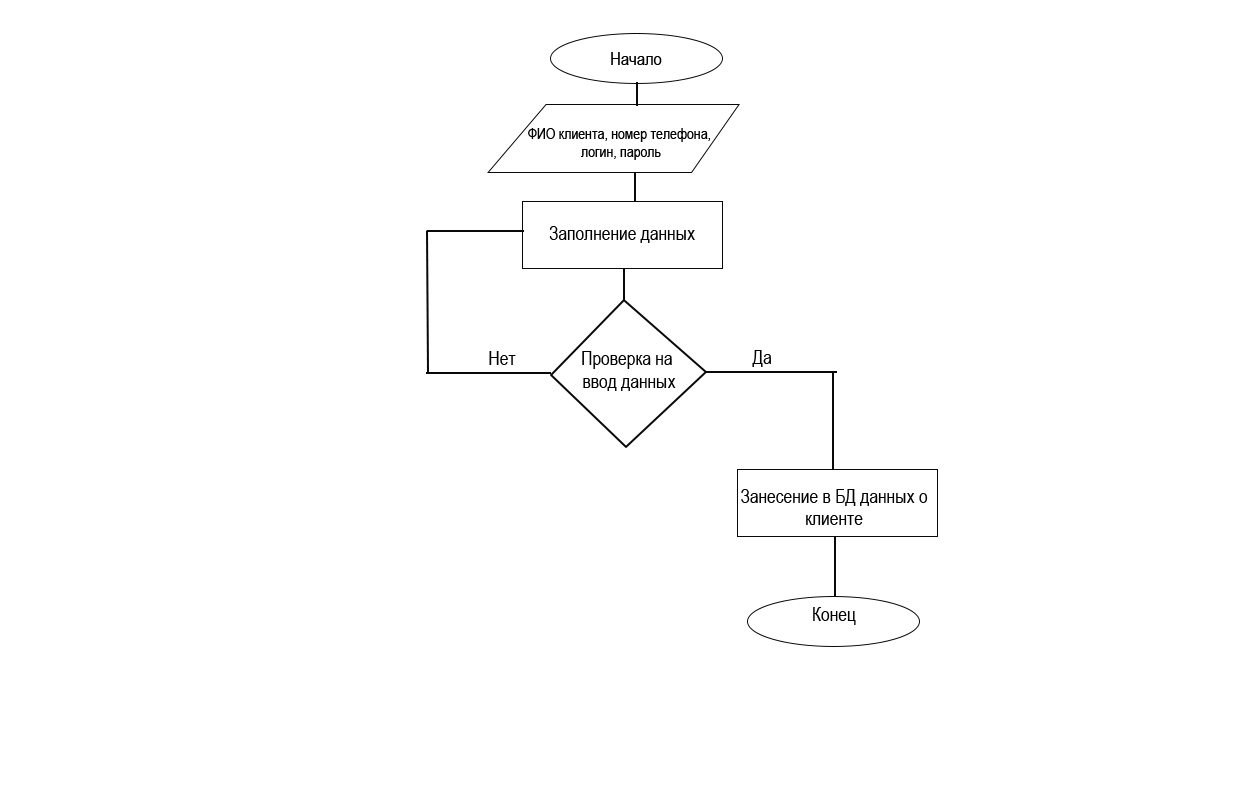 Начало
ФИО клиента, номер телефона,
логин, пароль
Заполнение данных
Нет
Проверка на
ввод данных
Да
Занесение в БД данных о
клиенте
Конец